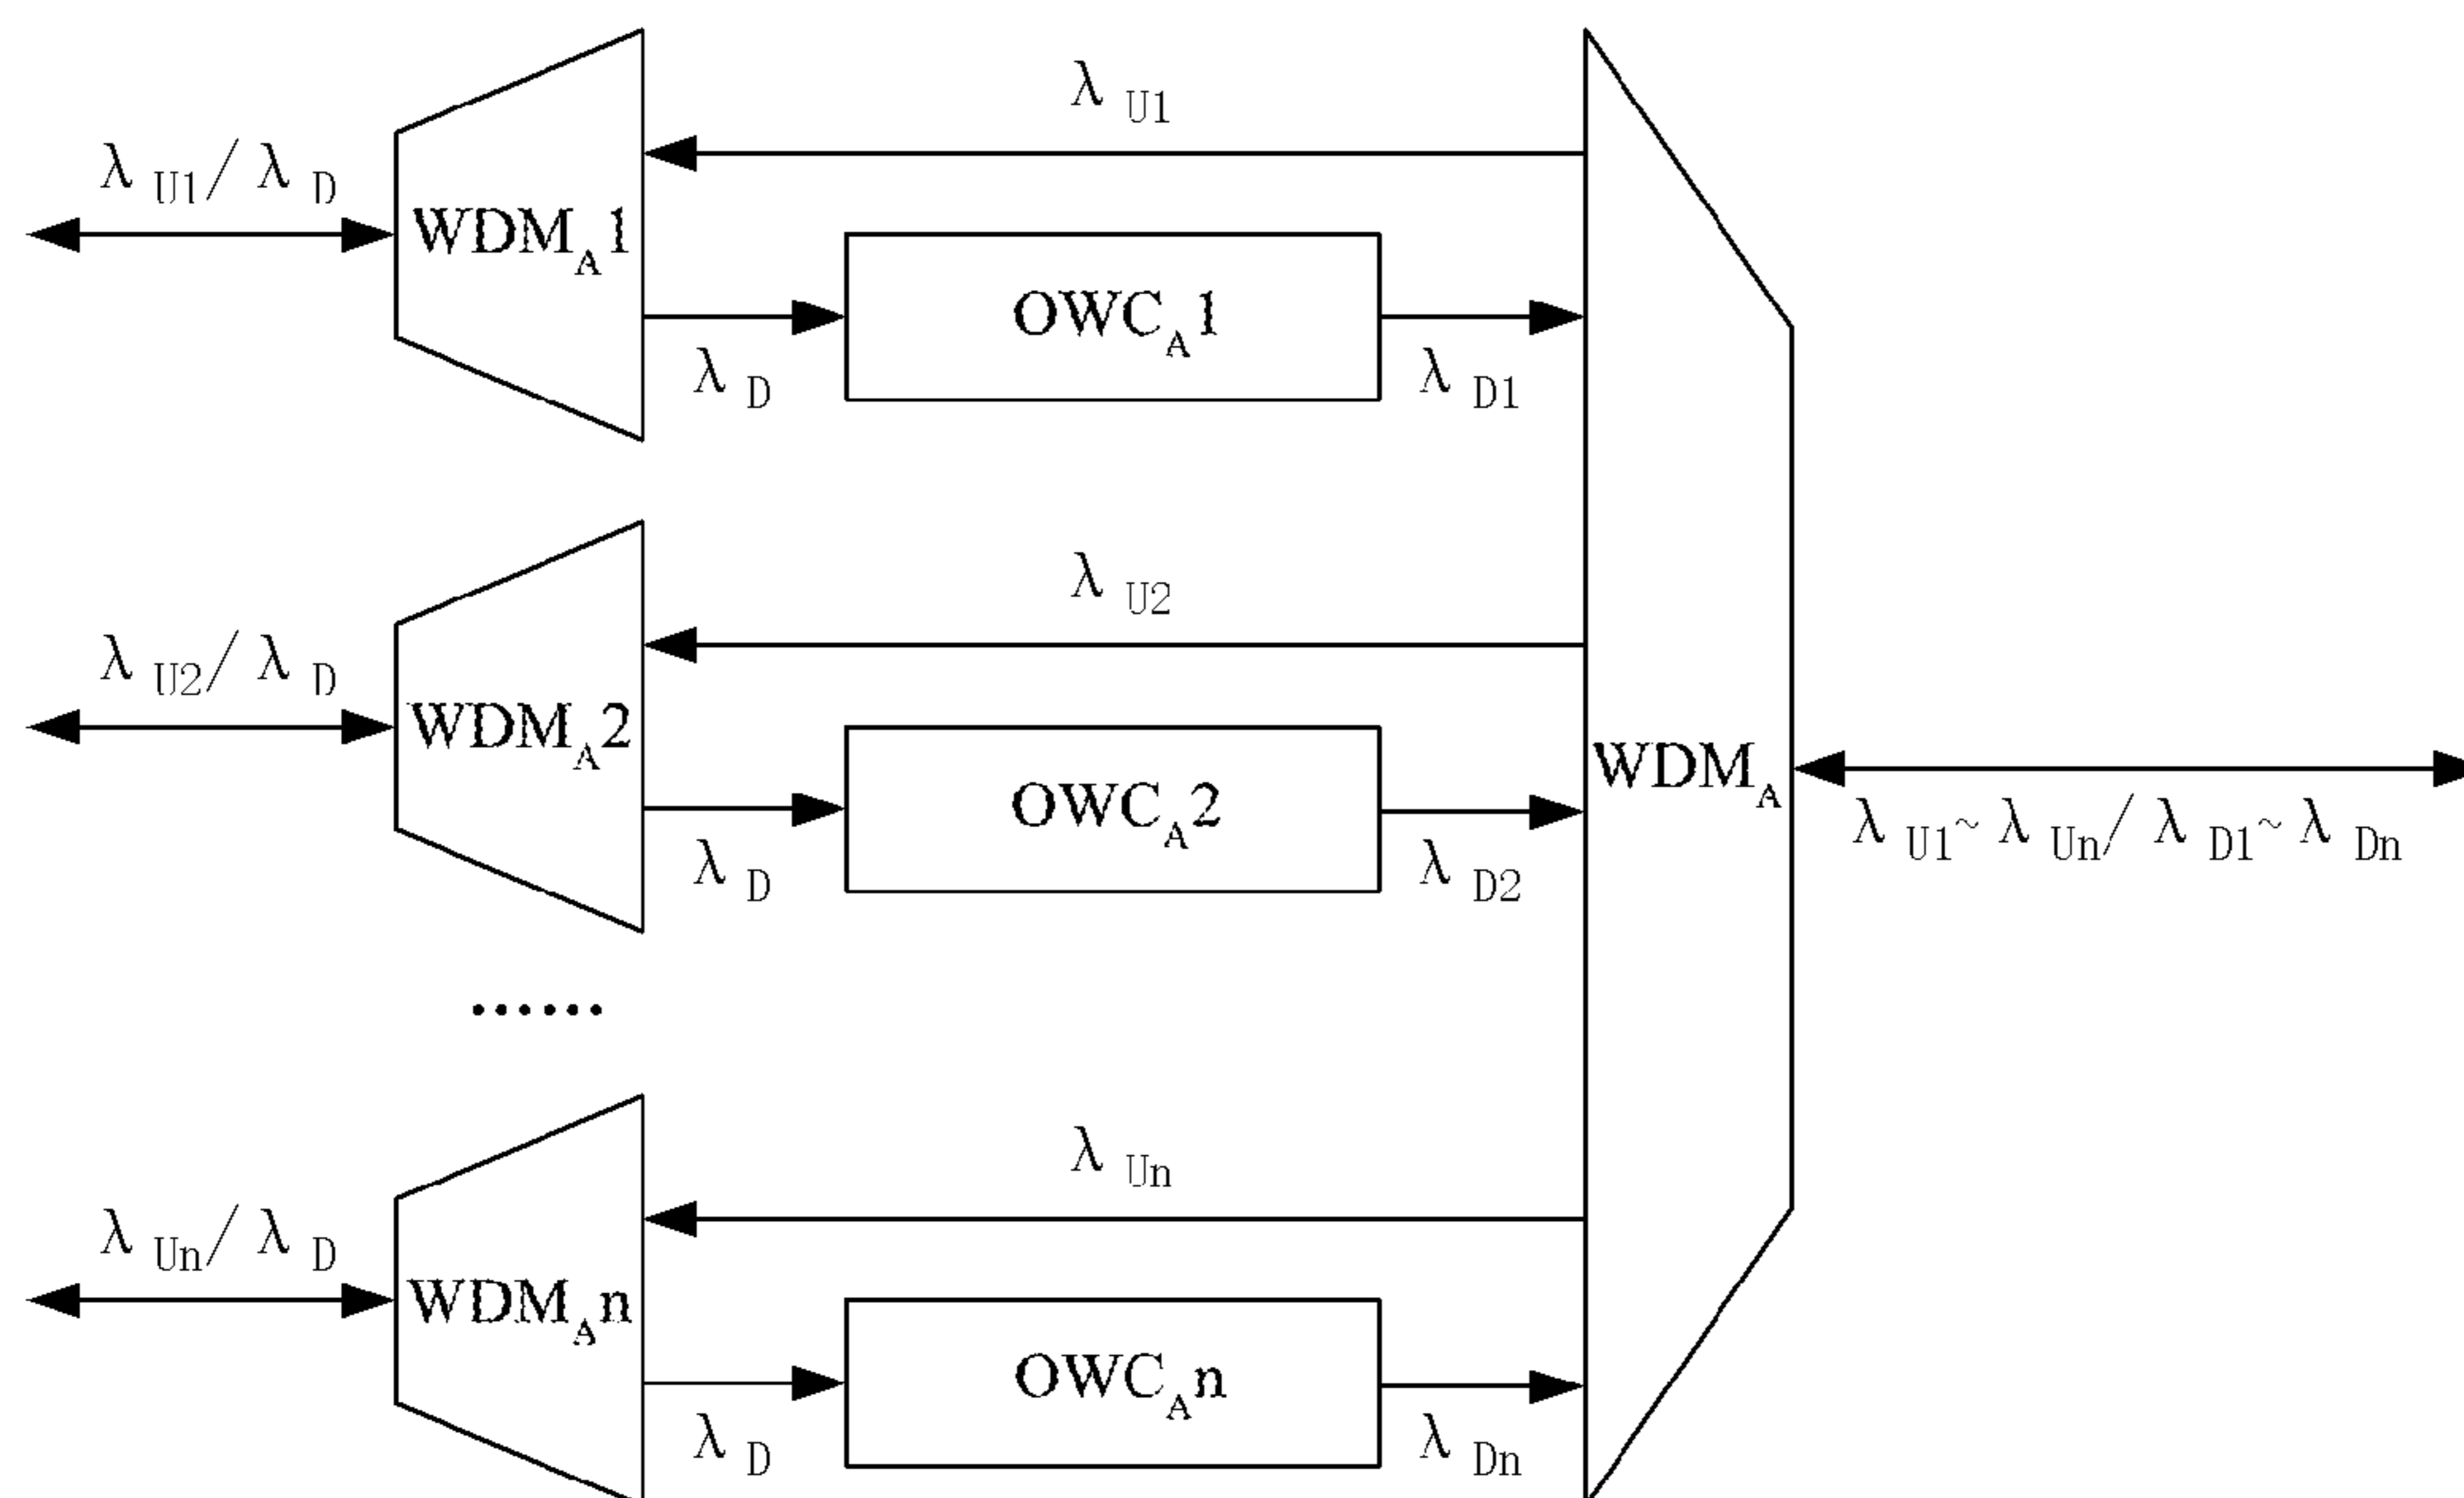 λ U1
λ U1/ λ D
WDMA1
OWCA1
λ D
λ D1
λ U2
λ U2/ λ D
WDMA2
OWCA2
λ D
λ D2
WDMA
λ U1~ λ Un/ λ D1~ λ Dn
......
λ Un
λ Un/ λ D
WDMAn
OWCAn
λ D
λ Dn